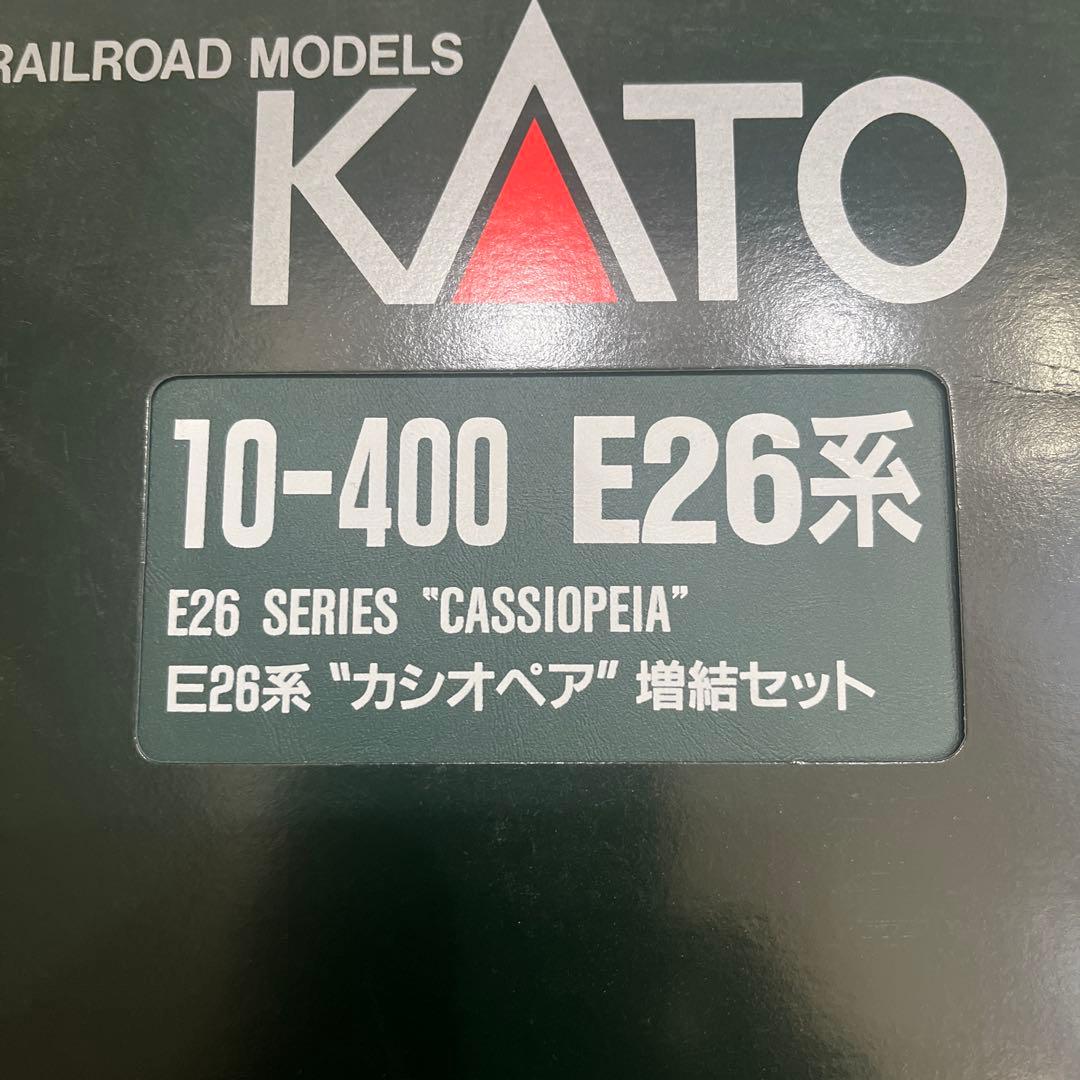 RAILROAD MODELS
KATO
10-400 E26系
E26 SERIES "CASSIOPEIA"
E26系 "カシオペア" 増結セット